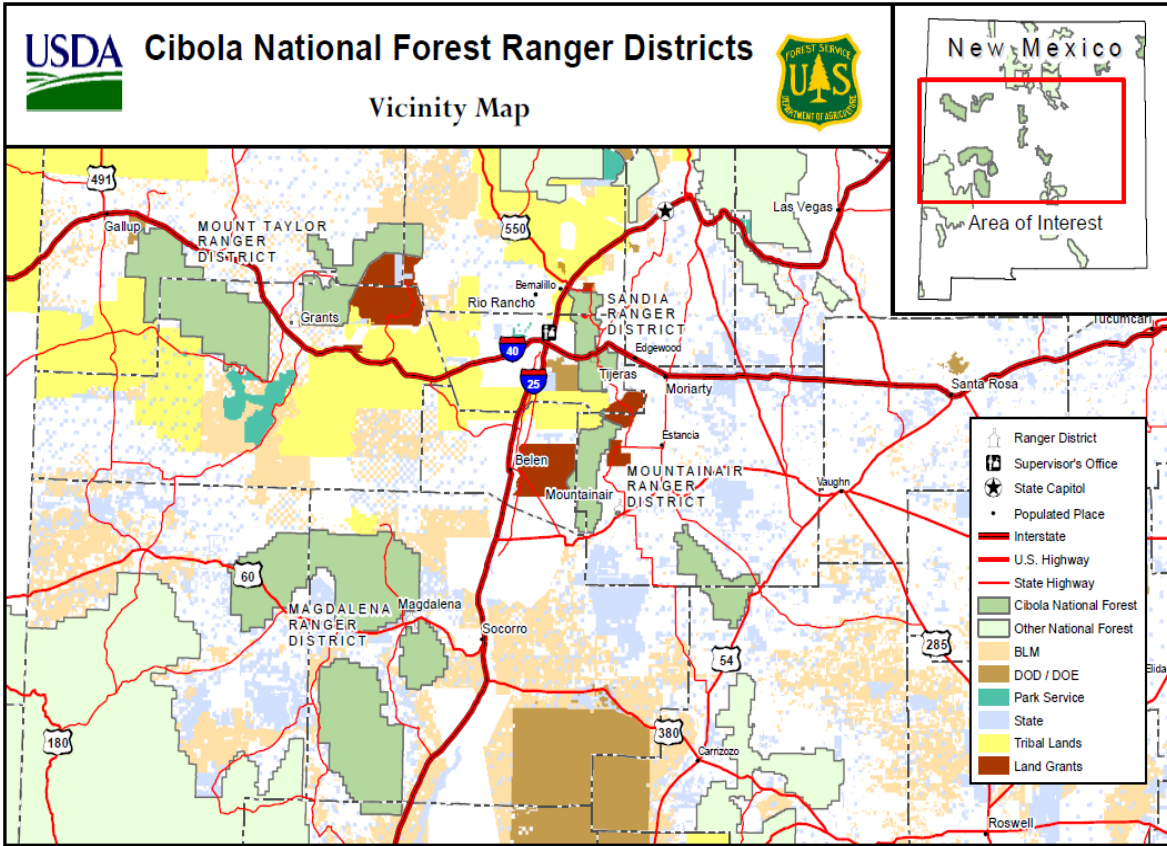 USDA
Cibola National Forest Ranger Districts
Vicinity Map
FOREST SERVICE
U S
DEPARTMENT OF AGRICULTURE
New Mexico
Area of Interest
491
Gallup
MOUNT TAYLOR
RANGER
DISTRICT
550
Las Vegas
Bernalillo
Rio Rancho
SANDIA
RANGER
DISTRICT
Grants
Tucumcari
40
Edgewood
Tijeras
25
Moriarty
Santa Rosa
Estancia
Belen
MOUNTAINAIR
RANGER
DISTRICT
Mountainair
Vaughn
60
MAGDALENA
RANGER
DISTRICT
Magdalena
Socorro
54
285
Elida
180
380
Carrizozo
Roswell
Ranger District
Supervisor's Office
State Capitol
Populated Place
Interstate
U.S. Highway
State Highway
Cibola National Forest
Other National Forest
BLM
DOD / DOE
Park Service
State
Tribal Lands
Land Grants